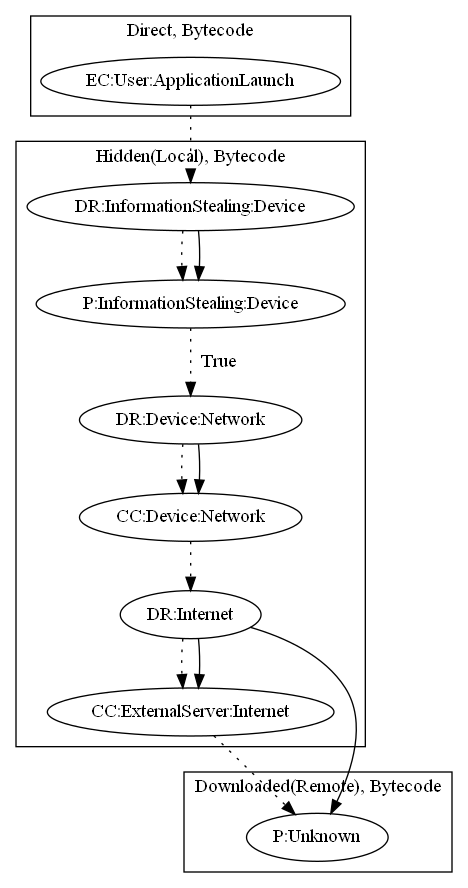 Direct, Bytecode
EC:User:ApplicationLaunch
Hidden(Local), Bytecode
DR:InformationStealing:Device
P:InformationStealing:Device
True
DR:Device:Network
CC:Device:Network
DR:Internet
CC:ExternalServer:Internet
Downloaded(Remote), Bytecode
P:Unknown